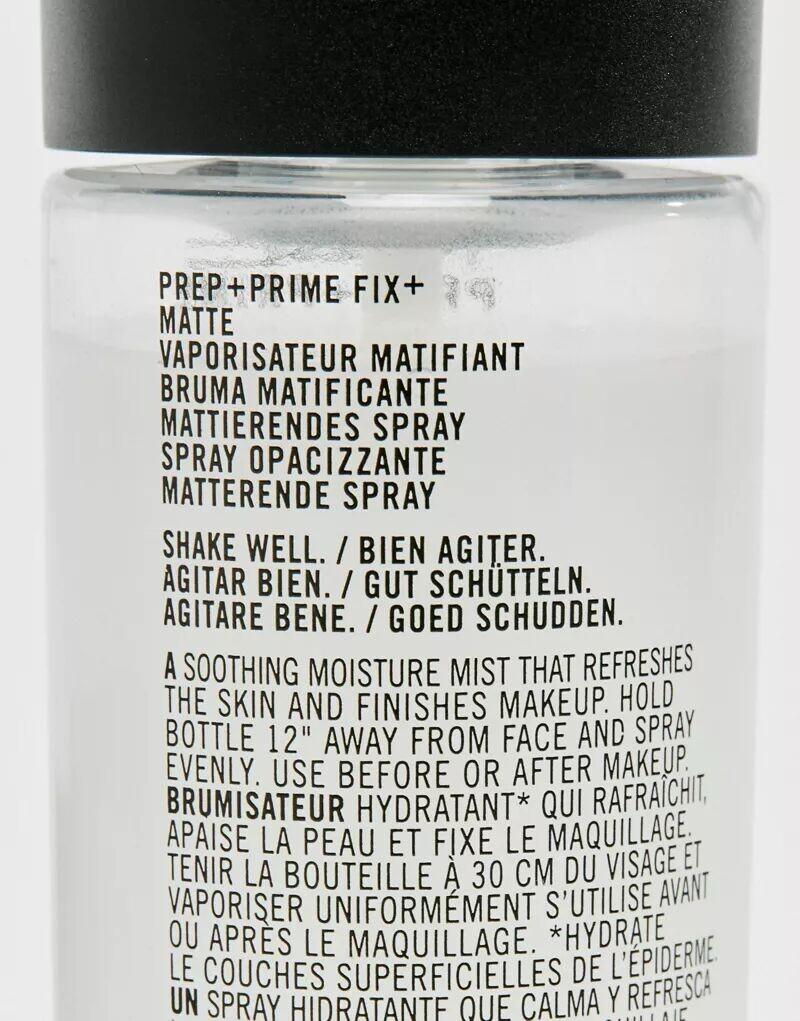 PREP+PRIME FIX+
MATTE
VAPORISATEUR MATIFIANT
BRUMA MATIFICANTE
MATTIERENDES SPRAY
SPRAY OPACIZZANTE
MATTERENDE SPRAY
SHAKE WELL. / BIEN AGITER.
AGITAR BIEN. / GUT SCHÜTTELN.
AGITARE BENE. / GOED SCHUDDEN.
A SOOTHING MOISTURE MIST THAT REFRESHES
THE SKIN AND FINISHES MAKEUP. HOLD
BOTTLE 12" AWAY FROM FACE AND SPRAY
EVENLY. USE BEFORE OR AFTER MAKEUP.
BRUMISATEUR HYDRATANT* QUI RAFRAÎCHIT,
APAISE LA PEAU ET FIXE LE MAQUILLAGE.
TENIR LA BOUTEILLE À 30 CM DU VISAGE ET
VAPORISER UNIFORMÉMENT S'UTILISE AVANT
OU APRÈS LE MAQUILLAGE. *HYDRATE
LE COUCHES SUPERFICIELLES DE L'ÉPIDERME.
UN SPRAY HIDRATANTE QUE CALMA Y REFRESCA